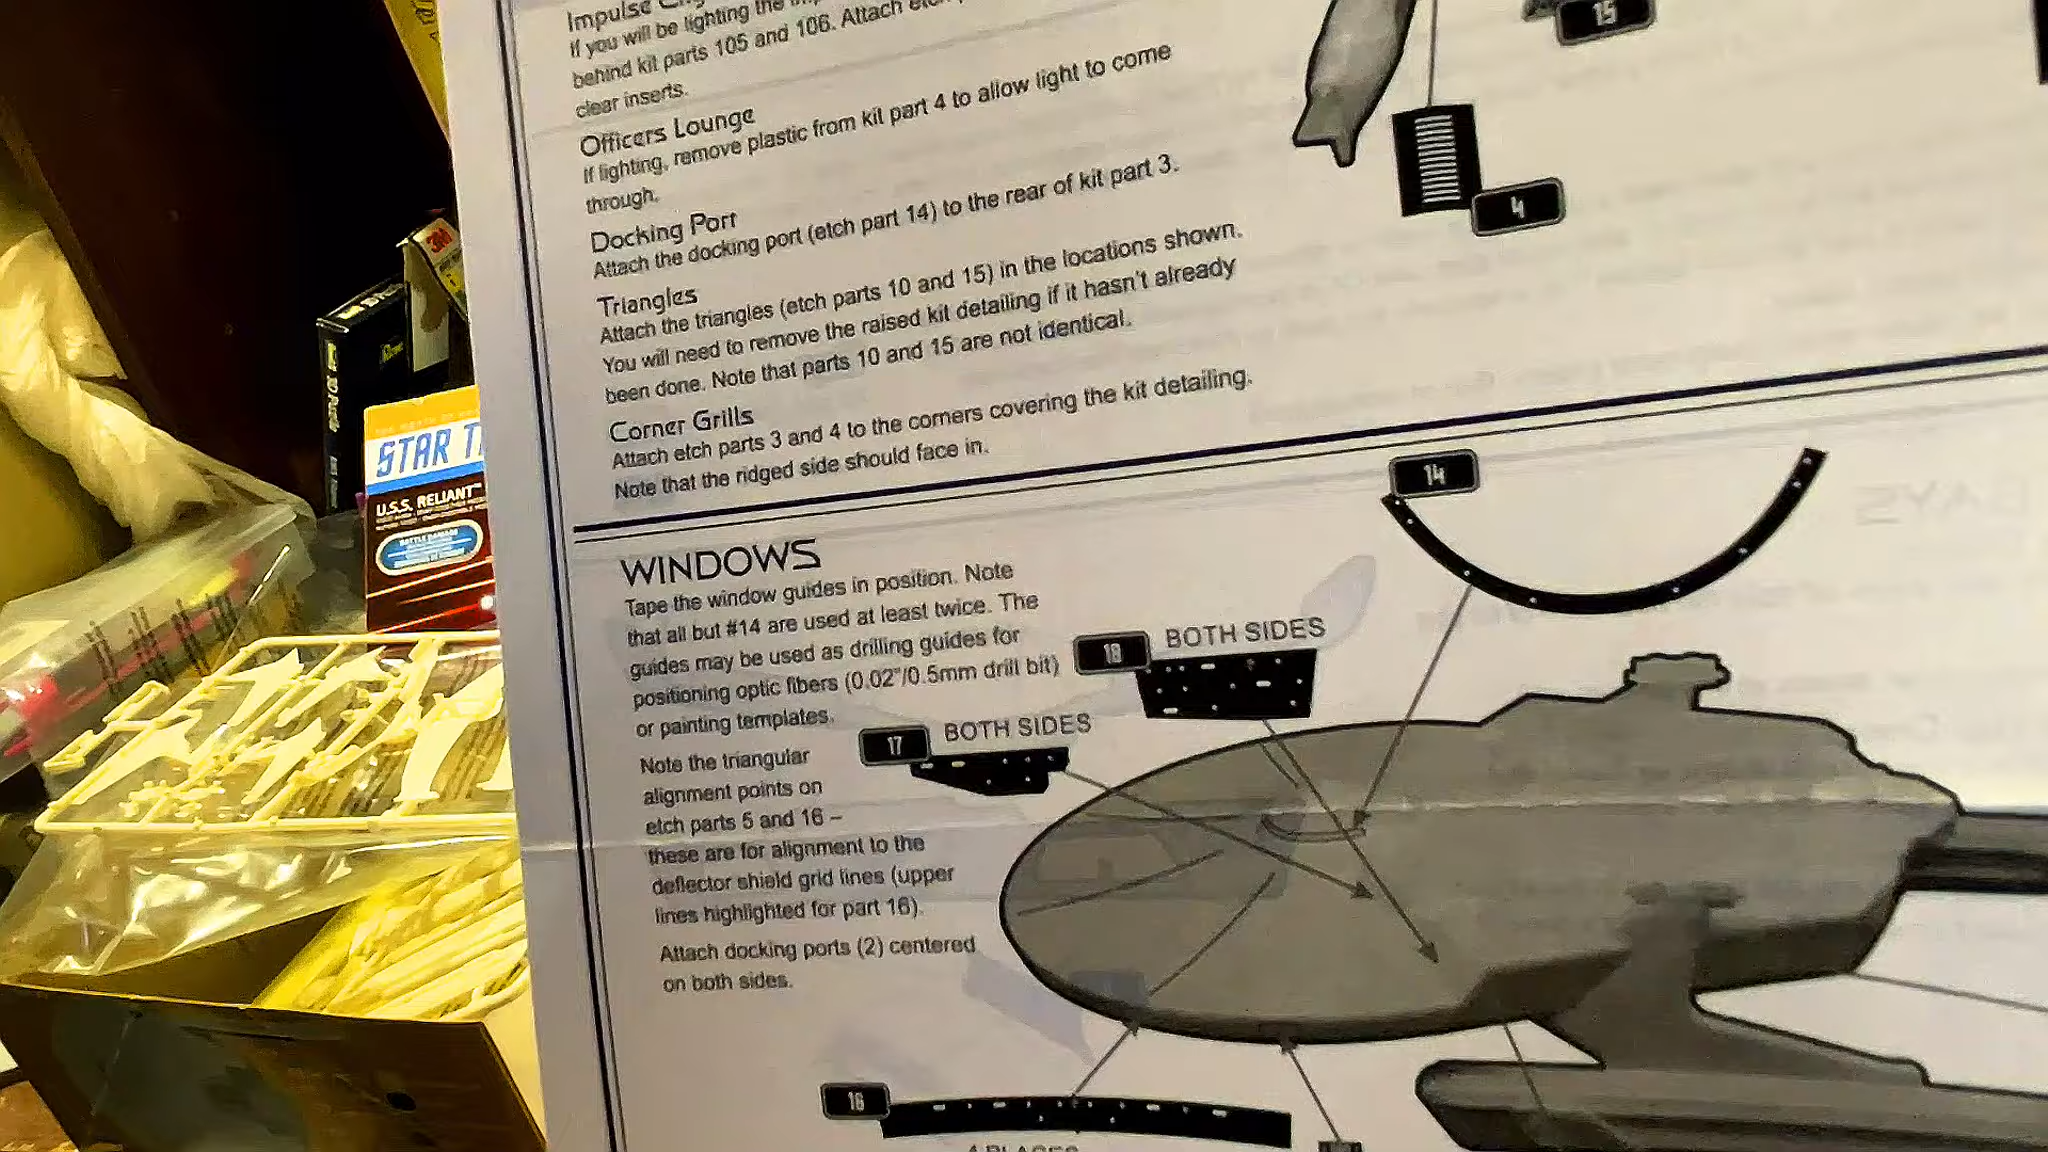 Impulse
If you will be lighting the
behind kit parts 105 and 106. Attach etch
clear inserts.
Officers Lounge
If lighting, remove plastic from kit part 4 to allow light to come
through.
Docking Port
Attach the docking port (etch part 14) to the rear of kit part 3.
Triangles
Attach the triangles (etch parts 10 and 15) in the locations shown.
You will need to remove the raised kit detailing if it hasn't already
been done. Note that parts 10 and 15 are not identical.
Corner Grills
Attach etch parts 3 and 4 to the corners covering the kit detailing.
Note that the ridged side should face in.
15
4
WINDOWS
Tape the window guides in position. Note
that all but #14 are used at least twice. The
guides may be used as drilling guides for
positioning optic fibers (0.02"/0.5mm drill bit)
or painting templates.
Note the triangular
alignment points on
etch parts 5 and 16 –
these are for alignment to the
deflector shield grid lines (upper
lines highlighted for part 16).
Attach docking ports (2) centered
on both sides.
14
18
BOTH SIDES
17
BOTH SIDES
16
3M
STAR
U.S.S. RELIANT™
BATTLE DAMAGE